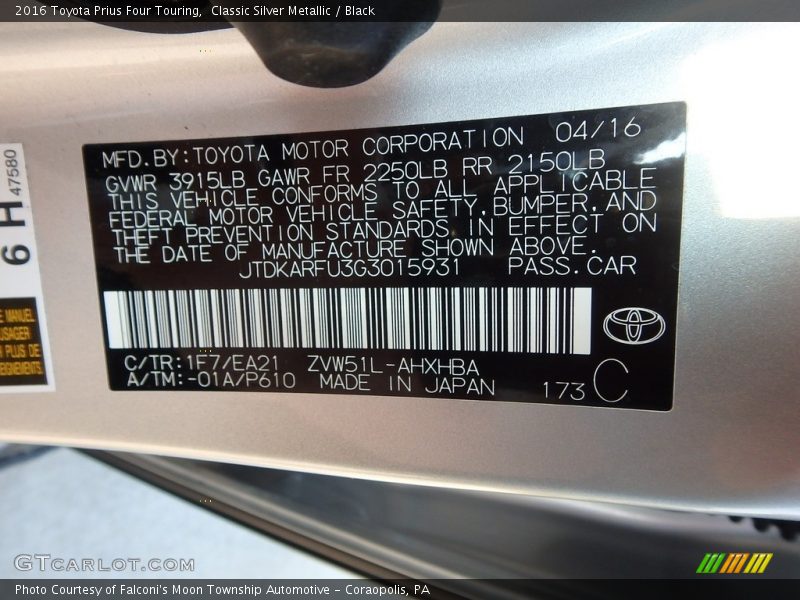 2016 Toyota Prius Four Touring,  Classic Silver Metallic / Black
MFD.BY:TOYOTA MOTOR CORPORATION 04/16
GVWR 3915LB GAWR FR 2250LB RR 2150LB
THIS VEHICLE CONFORMS TO ALL APPLICABLE
FEDERAL MOTOR VEHICLE SAFETY,BUMPER,AND
THEFT PREVENTION STANDARDS IN EFFECT ON
THE DATE OF MANUFACTURE SHOWN ABOVE.
JTDKARFU3G3015931 PASS.CAR
C/TR:1F7/EA21 ZVW51L-AHXHBA
A/TM:-01A/P610 MADE IN JAPAN 173 C
6 H 47580
MANUEL
PLUS DE
GTCARLOT.COM
Photo Courtesy of Falconi's Moon Township Automotive - Coraopolis, PA